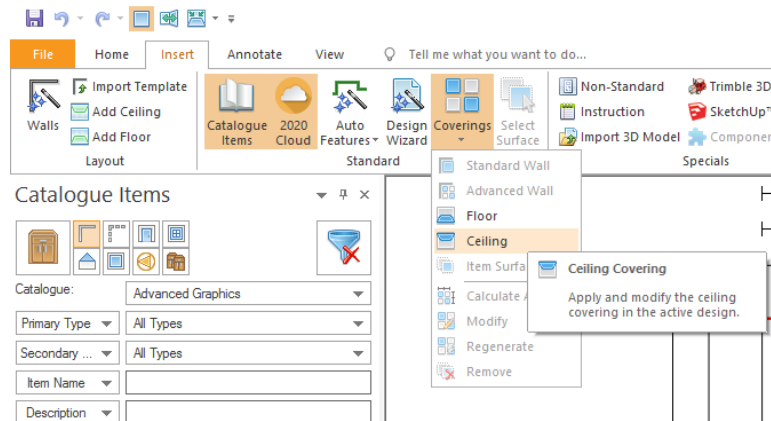 File Home Insert Annotate View Tell me what you want to do...
Walls
Import Template
Add Ceiling
Add Floor
Layout
Catalogue Items
2020 Cloud
Auto Features
Design Wizard
Coverings
Select Surface
Standard
Non-Standard
Instruction
Import 3D Model
Trimble 3D
SketchUp™
Component
Specials
Standard Wall
Advanced Wall
Floor
Ceiling
Item Surfa
Calculate A
Modify
Regenerate
Remove
Ceiling Covering
Apply and modify the ceiling
covering in the active design.
Catalogue Items
Catalogue: Advanced Graphics
Primary Type All Types
Secondary ... All Types
Item Name
Description